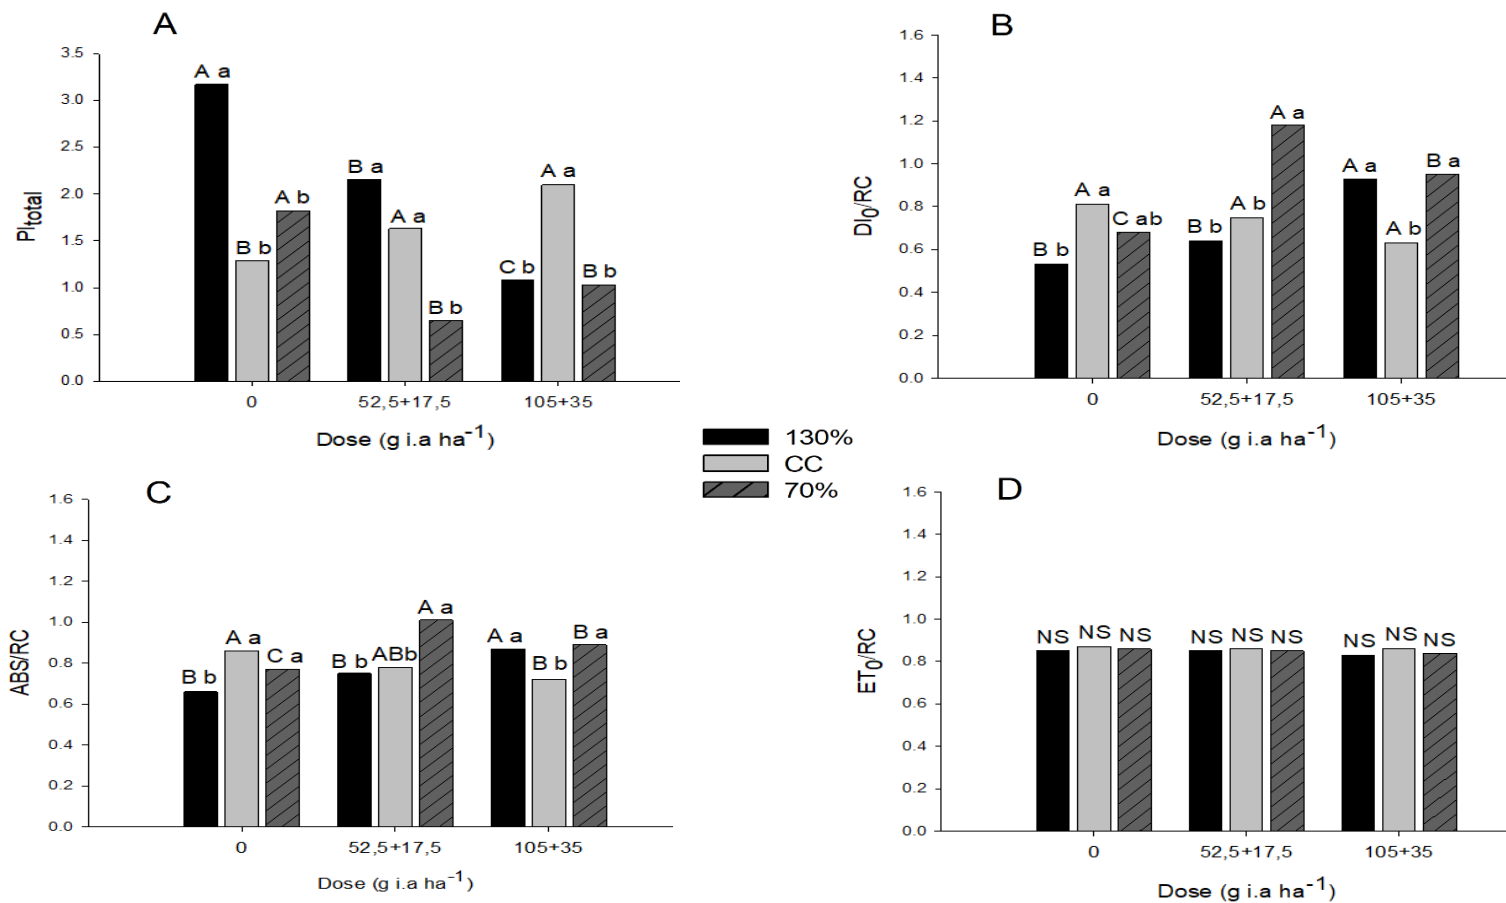 A
3.5
3.0
2.5
2.0
1.5
1.0
0.5
0.0
PItotal
A a
B b
A b
B a
A a
B b
C b
A a
B b
0
52,5+17,5
105+35
Dose (g i.a ha-1)
B
1.6
1.4
1.2
1.0
0.8
0.6
0.4
0.2
0.0
DI0/RC
B b
A a
C ab
B b
A b
A a
A a
A b
B a
0
52,5+17,5
105+35
Dose (g i.a ha-1)
130%
CC
70%
C
1.6
1.4
1.2
1.0
0.8
0.6
0.4
0.2
0.0
ABS/RC
B b
A a
C a
B b
ABb
A a
A a
B b
B a
0
52,5+17,5
105+35
Dose (g i.a ha-1)
D
1.6
1.4
1.2
1.0
0.8
0.6
0.4
0.2
0.0
ET0/RC
NS
NS
NS
NS
NS
NS
NS
NS
NS
0
52,5+17,5
105+35
Dose (g i.a ha-1)